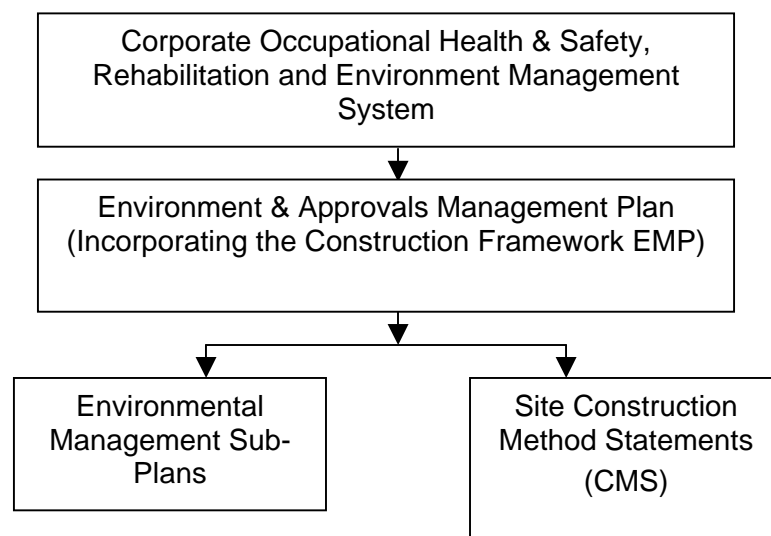 Corporate Occupational Health & Safety,
Rehabilitation and Environment Management
System
Environment & Approvals Management Plan
(Incorporating the Construction Framework EMP)
Environmental
Management Sub-
Plans
Site Construction
Method Statements
(CMS)